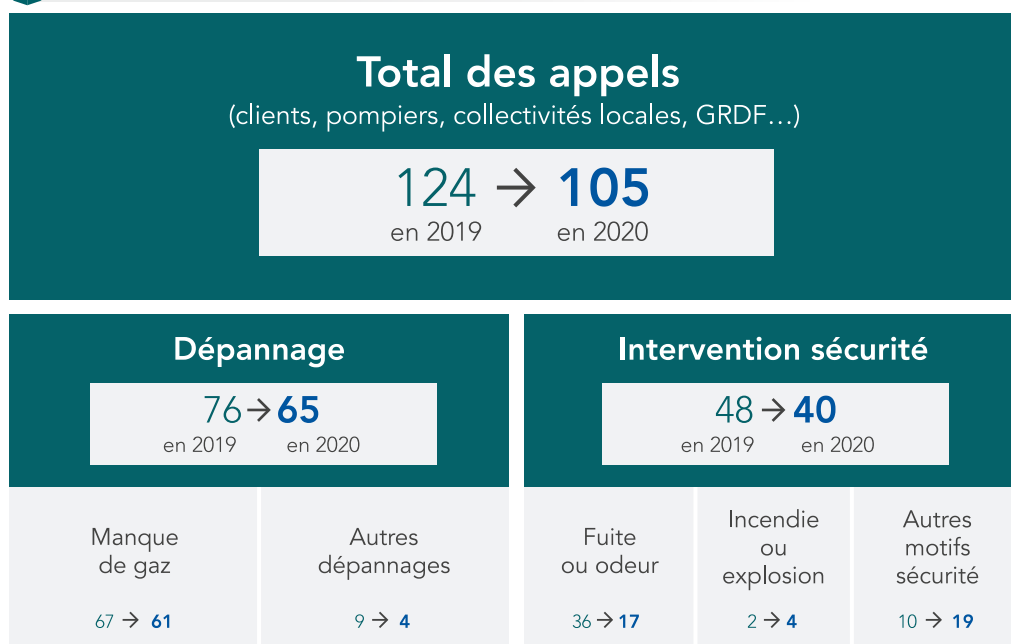 Total des appels
(clients, pompiers, collectivités locales, GRDF...)
124 → 105
en 2019 en 2020
Dépannage
76 → 65
en 2019 en 2020
Manque
de gaz
67 → 61
Autres
dépannages
9 → 4
Intervention sécurité
48 → 40
en 2019 en 2020
Fuite
ou odeur
36 → 17
Incendie
ou
explosion
2 → 4
Autres
motifs
sécurité
10 → 19